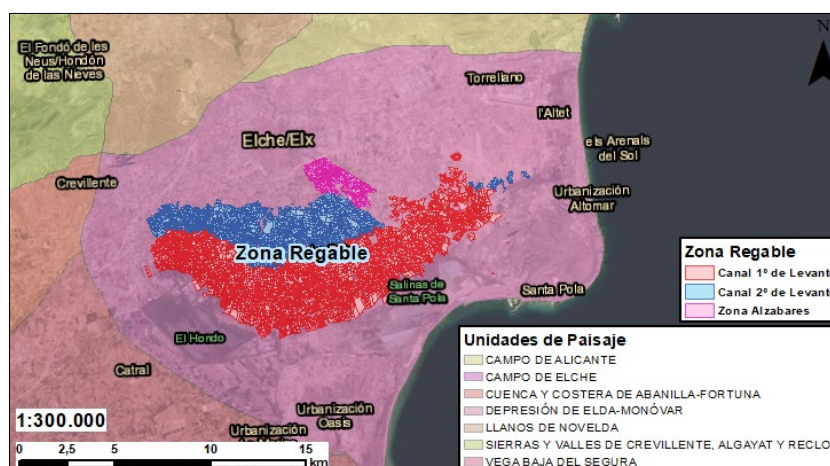 El Fondó de les
Neus/Hondón
de las Nieves
N
Torrellano
l'Altet
Elche/Elx
els Arenals
del Sol
Crevillente
Urbanización
Altomar
Zona Regable
Salinas de
Santa Pola
Santa Pola
El Hondo
Catral
Urbanización
Oasis
Urbanización
Zona Regable
Canal 1º de Levant
Canal 2º de Levant
Zona Alzabares
Unidades de Paisaje
CAMPO DE ALICANTE
CAMPO DE ELCHE
CUENCA Y COSTERA DE ABANILLA-FORTUNA
DEPRESIÓN DE ELDA-MONÓVAR
LLANOS DE NOVELDA
SIERRAS Y VALLES DE CREVILLENTE, ALGAYAT Y RECLO
VEGA BAJA DEL SEGURA
1:300.000
0 2,5 5 10 15
km